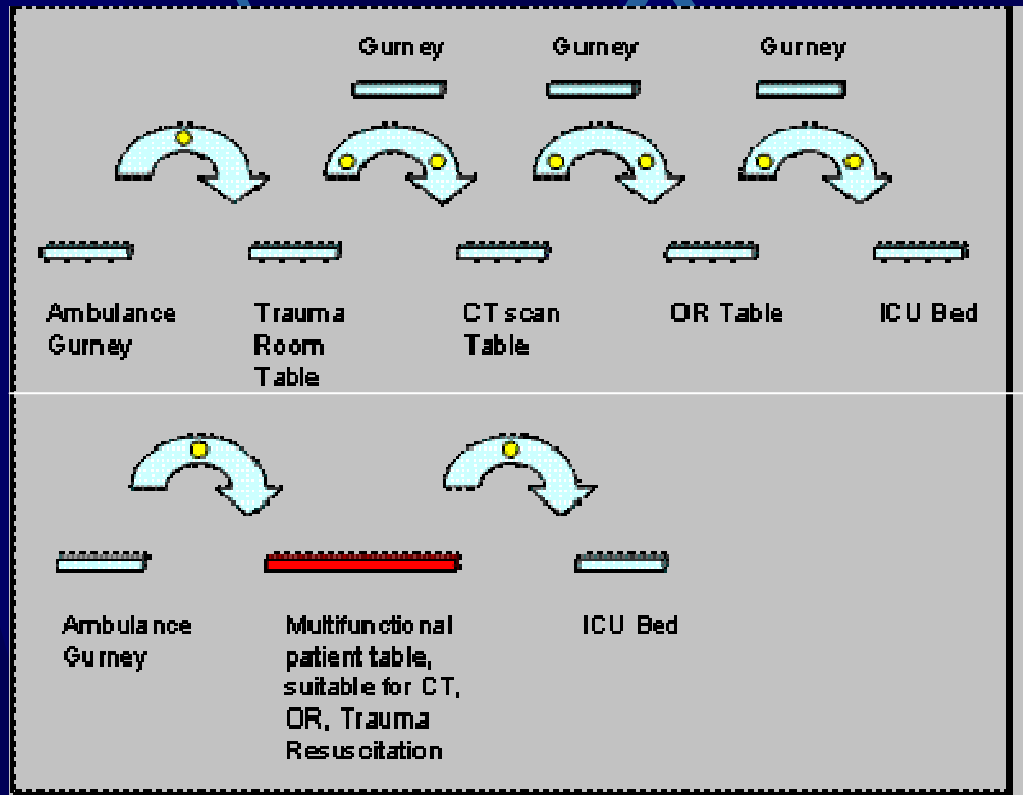 Gurney Gurney Gurney
Ambulance Gurney
Trauma Room Table
CT scan Table
OR Table
ICU Bed
Ambulance
Gurney
Multifunctional
patient table,
suitable for CT,
OR, Trauma
Resuscitation
ICU Bed